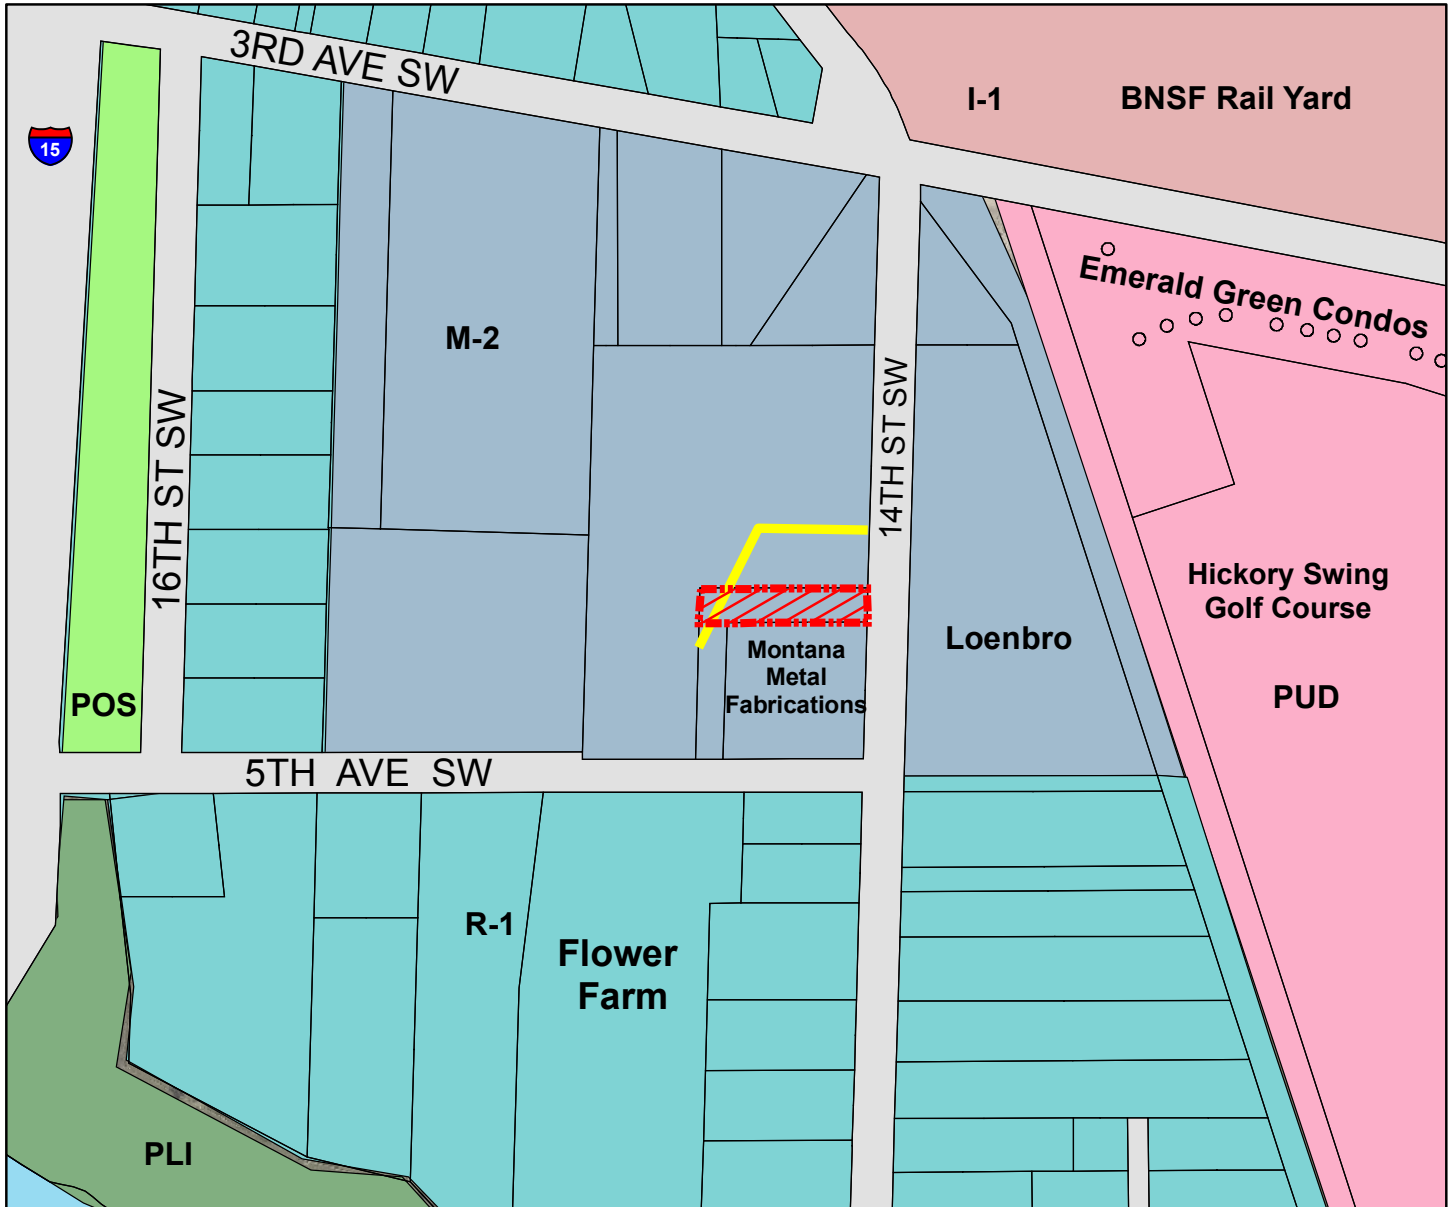 3RD AVE SW
I-1
BNSF Rail Yard
15
Emerald Green Condos
M-2
14TH ST SW
16TH ST SW
Hickory Swing
Golf Course
Loenbro
Montana
Metal
Fabrications
PUD
POS
5TH AVE SW
R-1
Flower
Farm
PLI